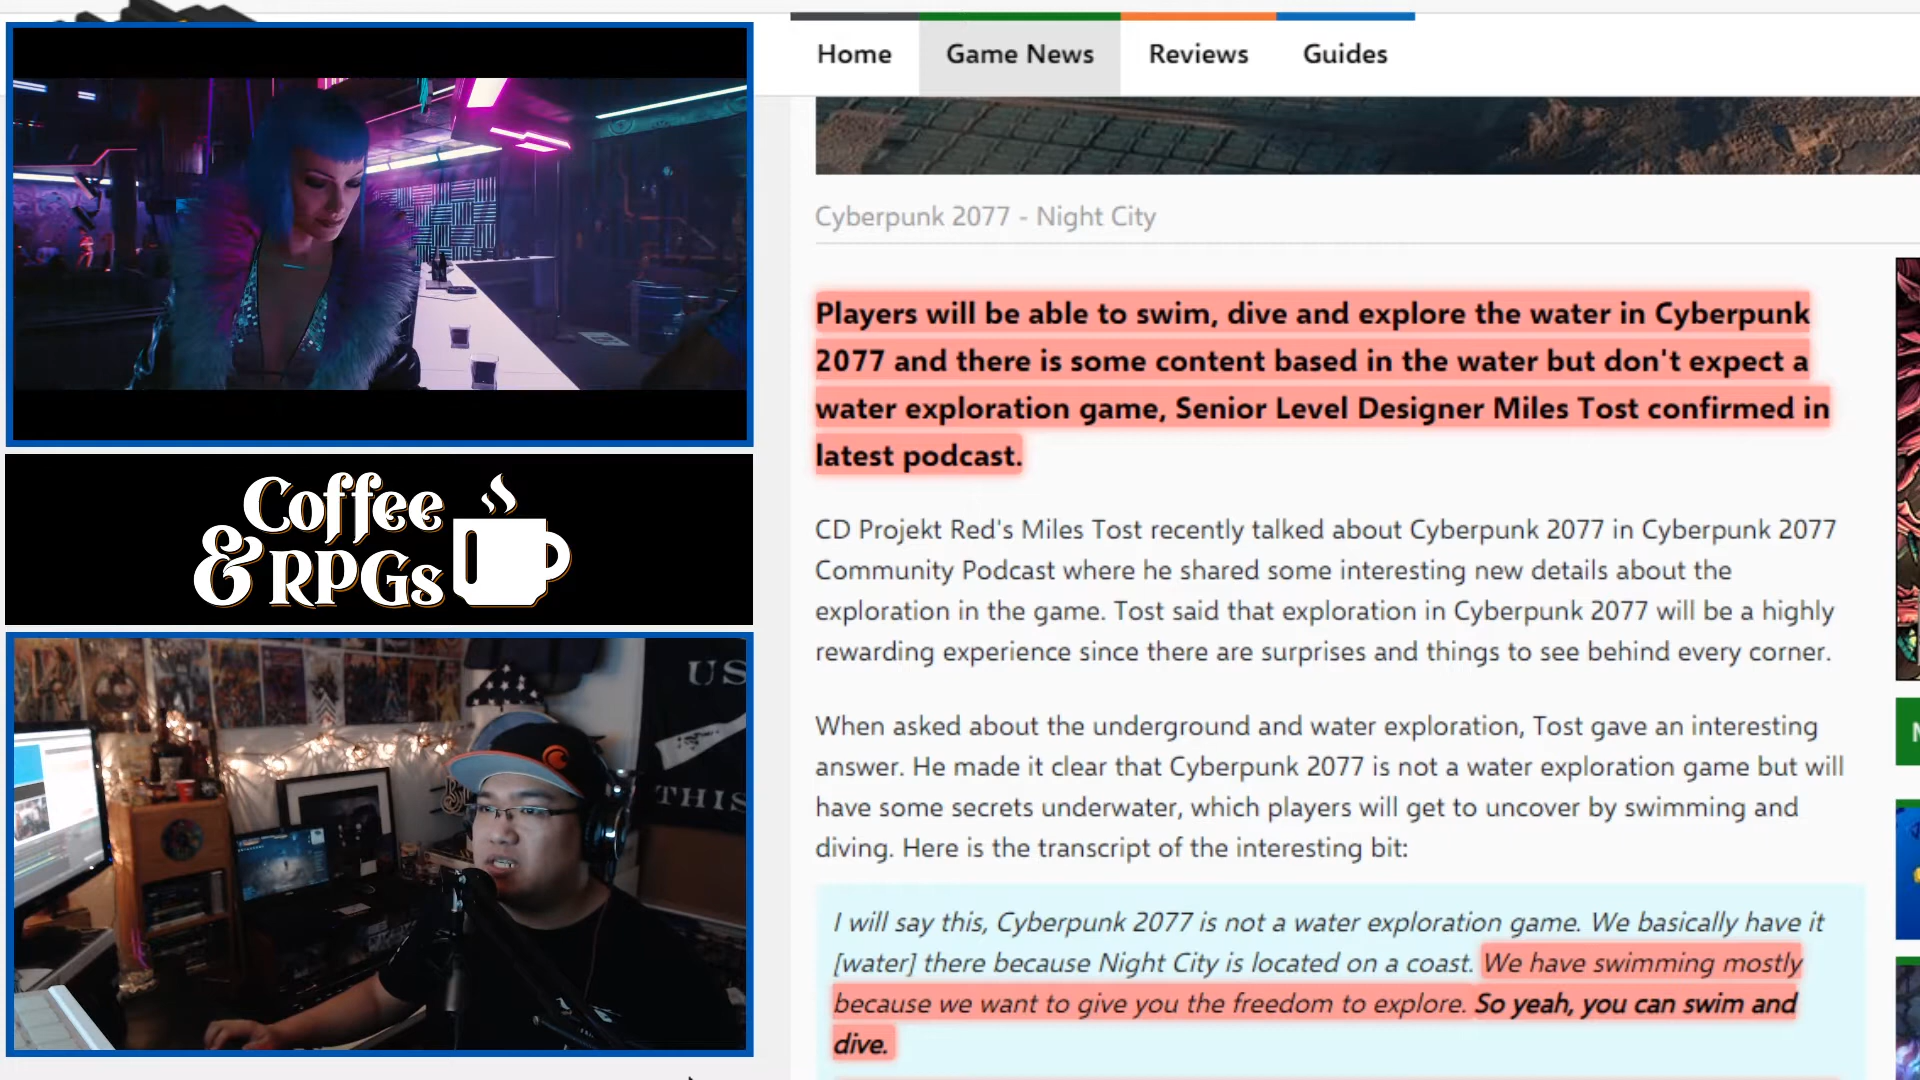 Home Game News Reviews Guides
Cyberpunk 2077 - Night City
Players will be able to swim, dive and explore the water in Cyberpunk
2077 and there is some content based in the water but don't expect a
water exploration game, Senior Level Designer Miles Tost confirmed in
latest podcast.
CD Projekt Red's Miles Tost recently talked about Cyberpunk 2077 in Cyberpunk 2077
Community Podcast where he shared some interesting new details about the
exploration in the game. Tost said that exploration in Cyberpunk 2077 will be a highly
rewarding experience since there are surprises and things to see behind every corner.
When asked about the underground and water exploration, Tost gave an interesting
answer. He made it clear that Cyberpunk 2077 is not a water exploration game but will
have some secrets underwater, which players will get to uncover by swimming and
diving. Here is the transcript of the interesting bit:
I will say this, Cyberpunk 2077 is not a water exploration game. We basically have it
[water] there because Night City is located on a coast. We have swimming mostly
because we want to give you the freedom to explore. So yeah, you can swim and
dive.
Coffee
& RPGs
US
THIS